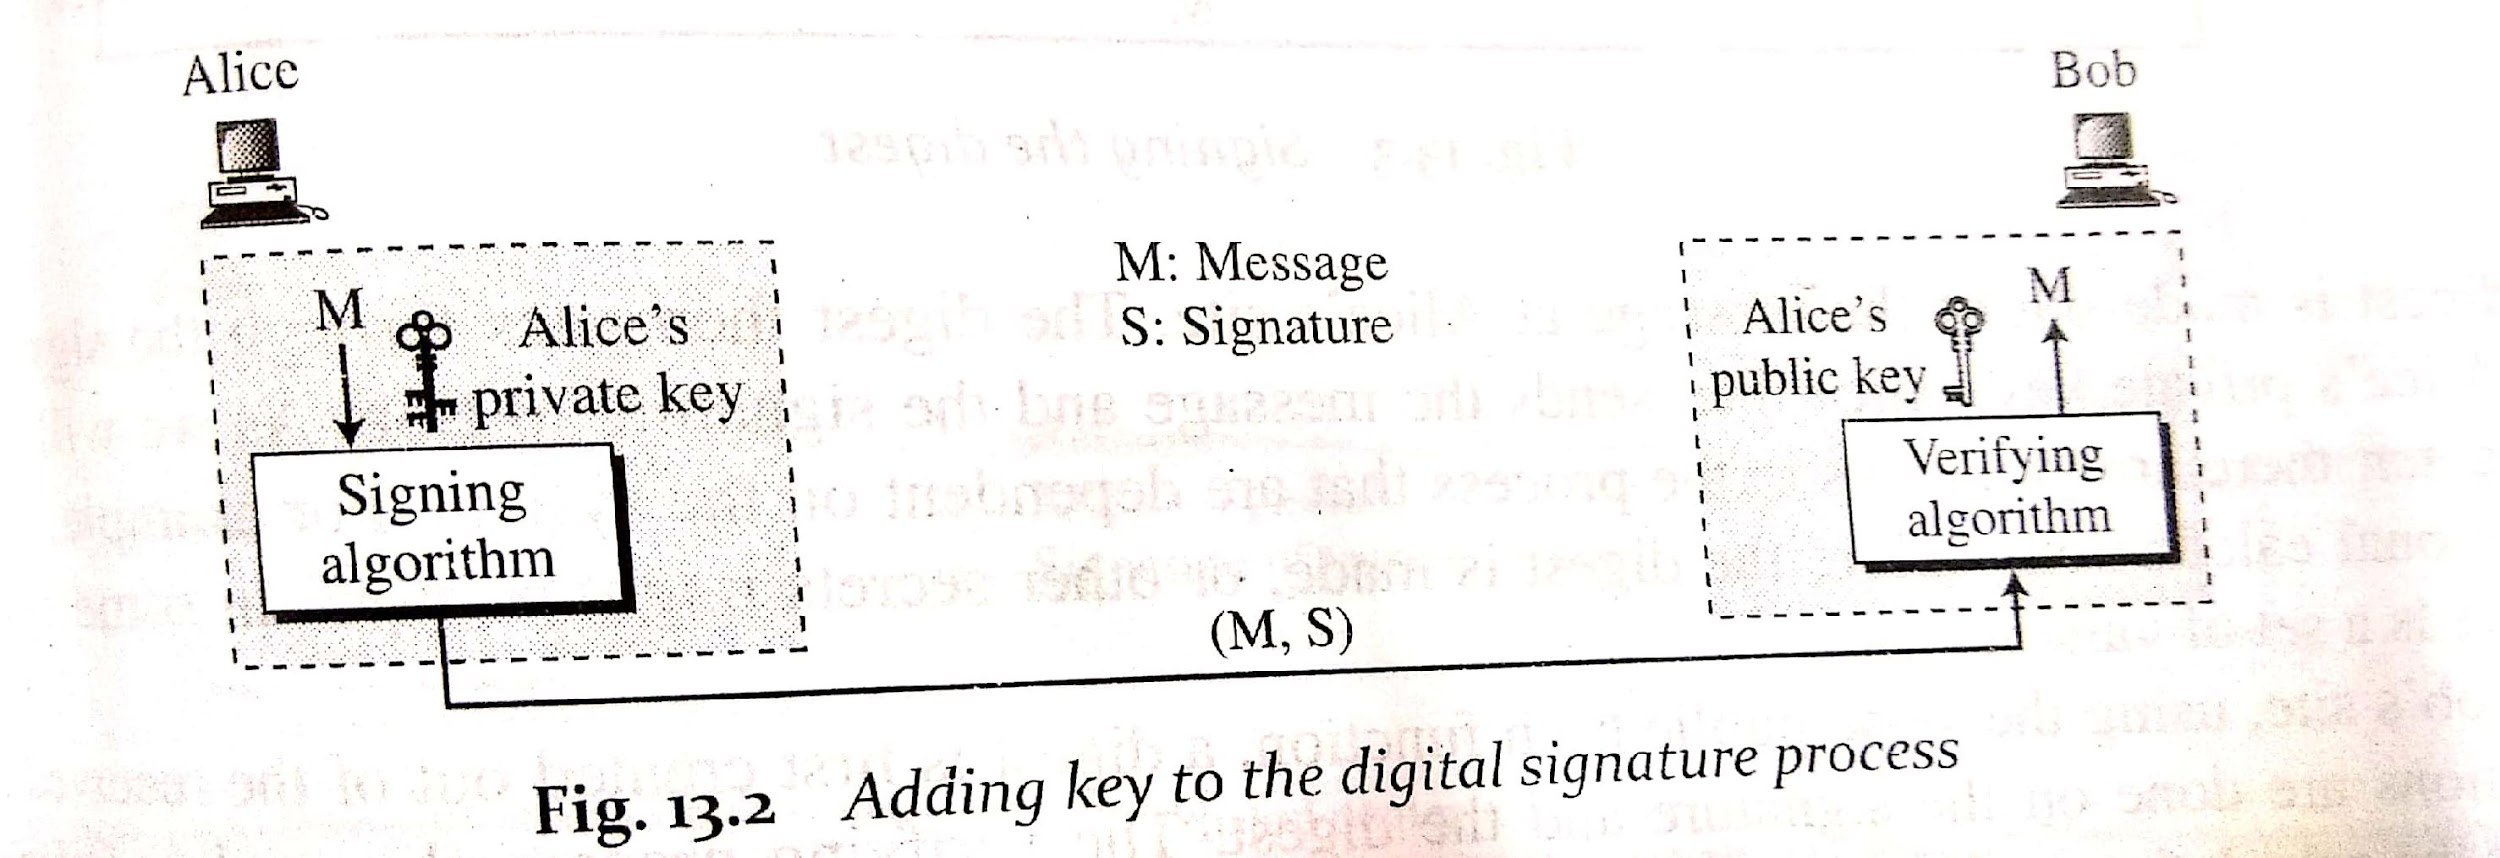 Alice
Bob
M: Message
S: Signature
M
Alice's
private key
Signing
algorithm
Alice's
public key
M
Verifying
algorithm
(M, S)
Fig. 13.2 Adding key to the digital signature process